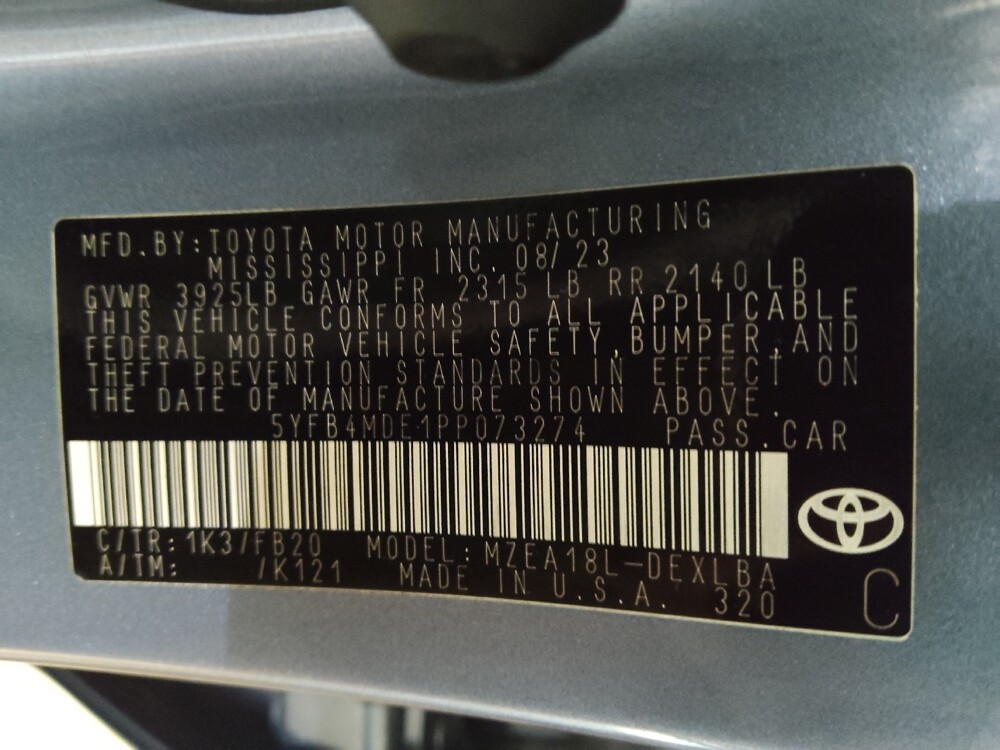 MFD.BY:TOYOTA MOTOR MANUFACTURING
MISSISSIPPI INC. 08/23
GVWR 3925LB GAWR FR 2315 LB RR 2140 LB
THIS VEHICLE CONFORMS TO ALL APPLICABLE
FEDERAL MOTOR VEHICLE SAFETY,BUMPER,AND
THEFT PREVENTION STANDARDS IN EFFECT ON
THE DATE OF MANUFACTURE SHOWN ABOVE.
5YFB4MDE1PP073274 PASS.CAR
C/TR:1K3/FB20 MODEL:MZEA18L-DEXLBA
A/TM: /K121 MADE IN U.S.A. 320
C